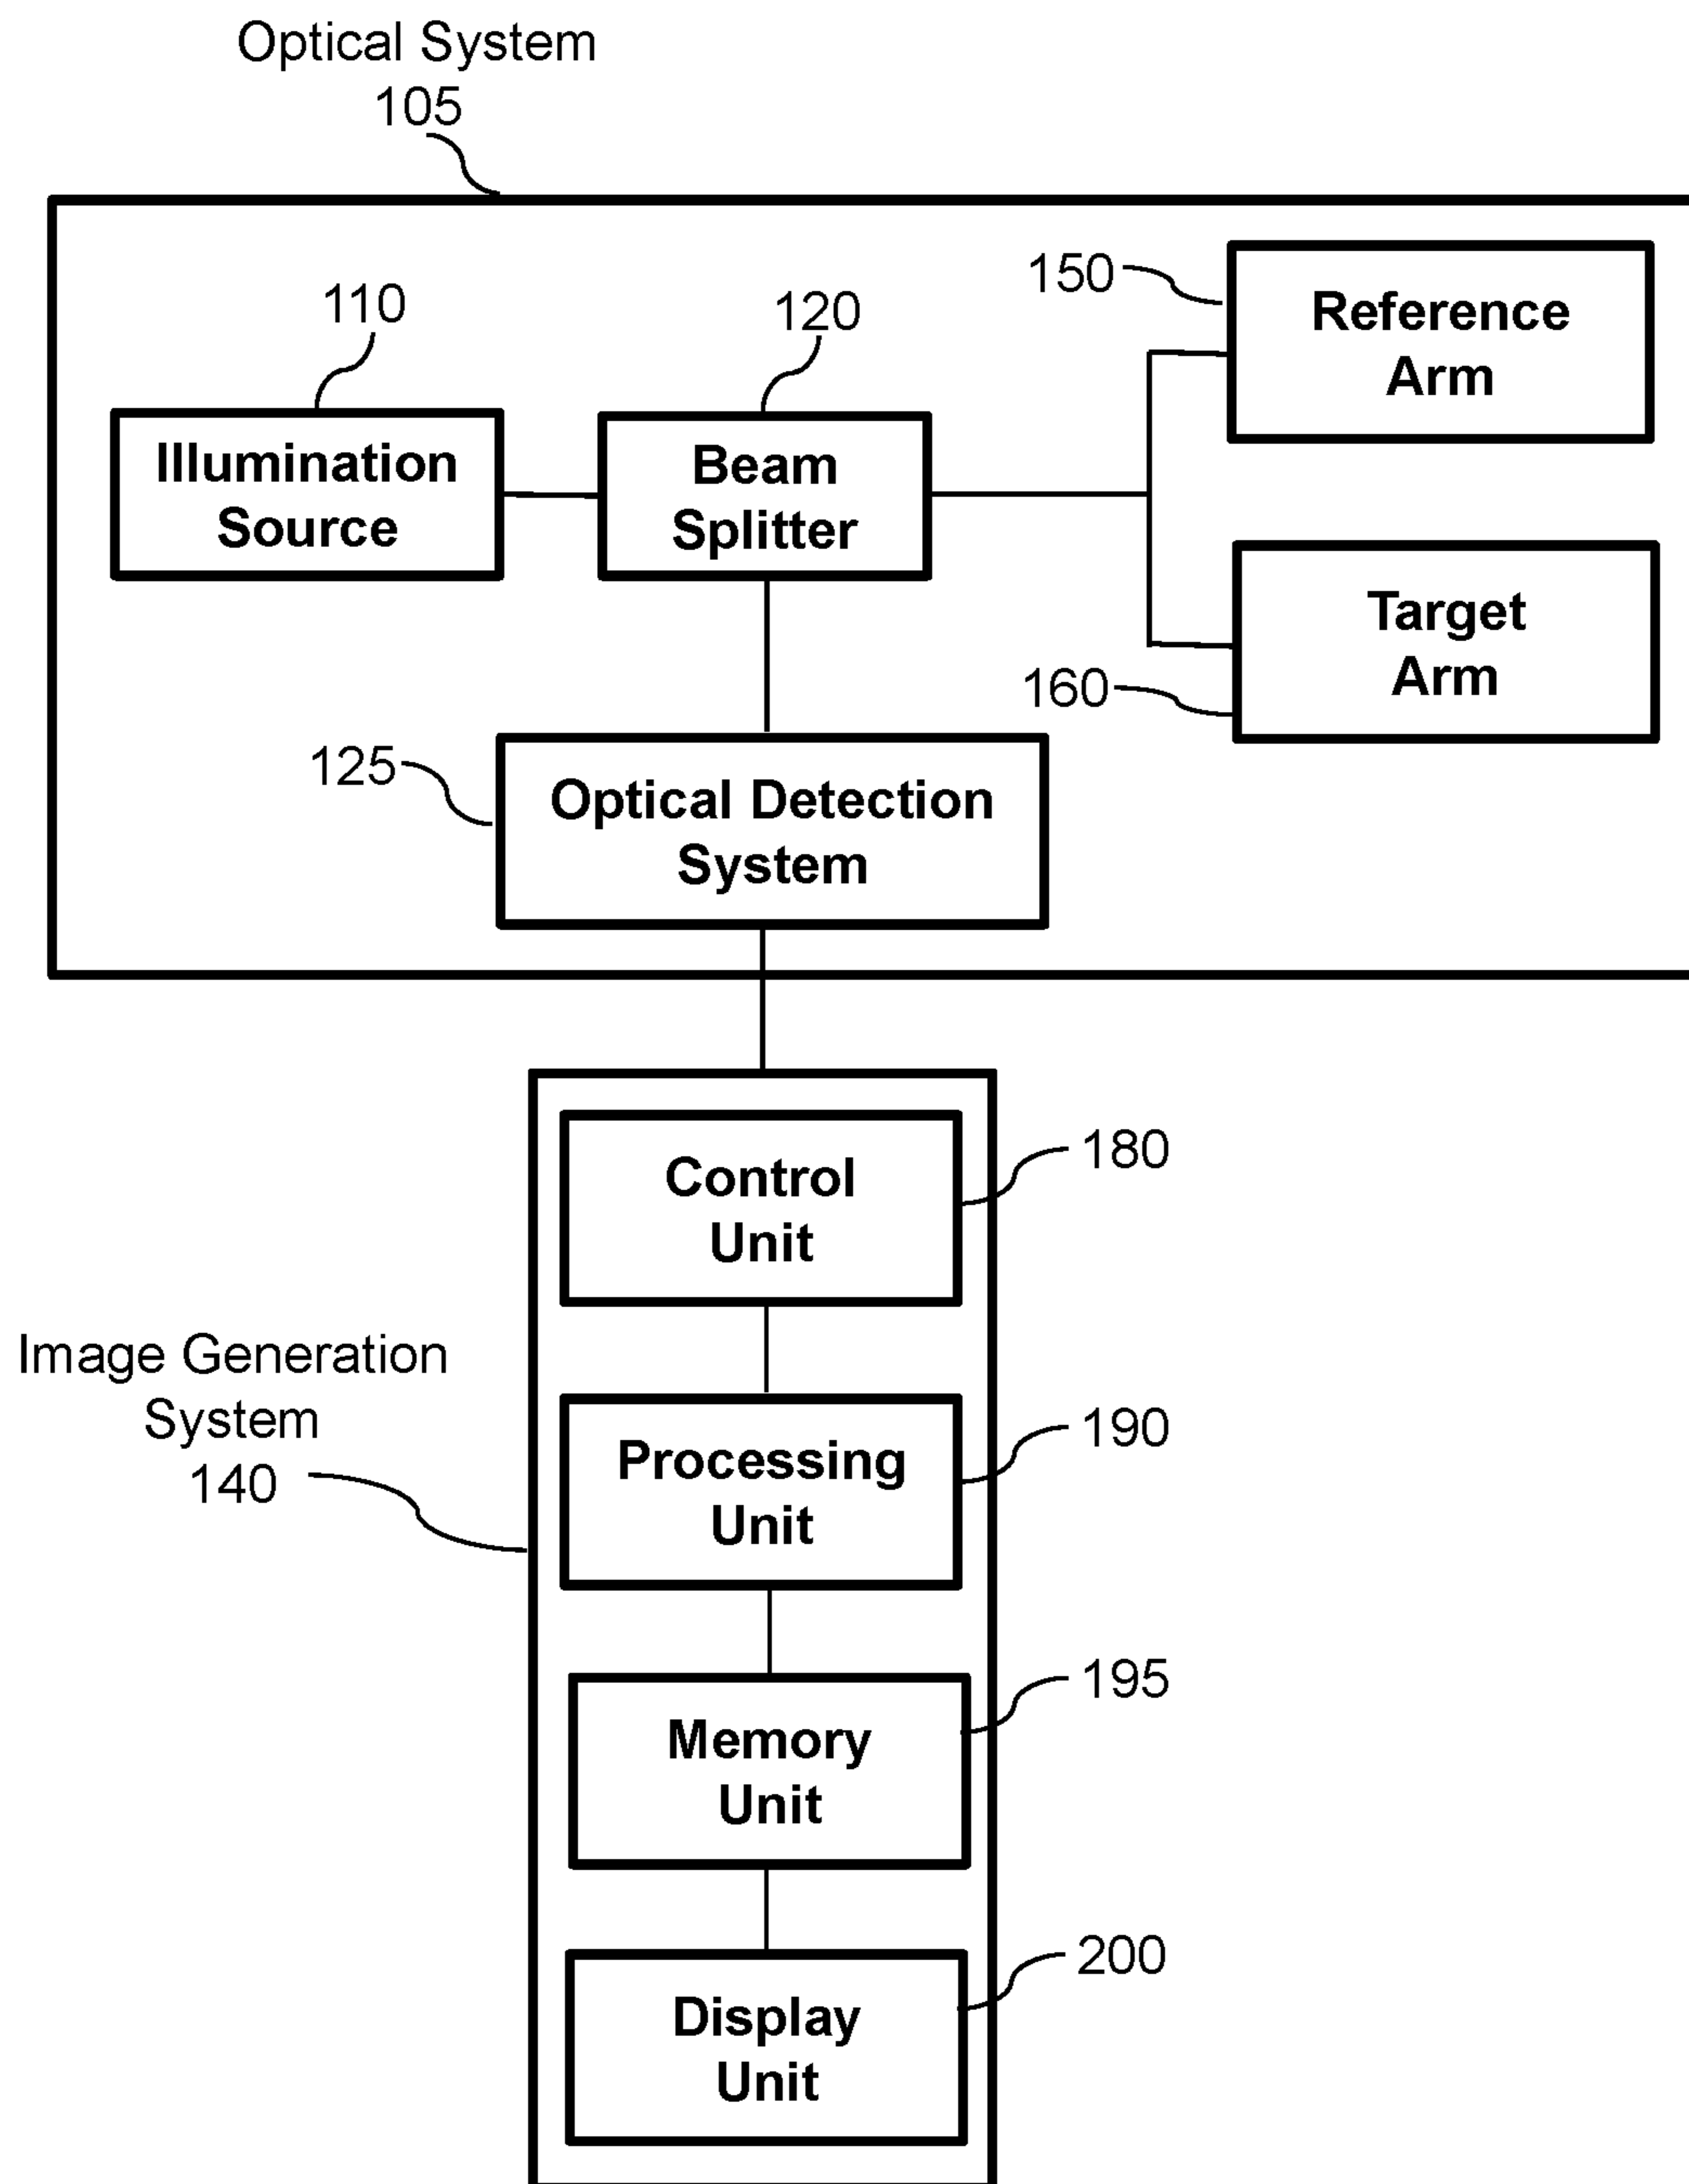 Optical System
105
150
Reference
Arm
110
120
Illumination
Source
Beam
Splitter
Target
Arm
160
125
Optical Detection
System
Control
Unit
180
Image Generation
System
140
Processing
Unit
190
Memory
Unit
195
Display
Unit
200